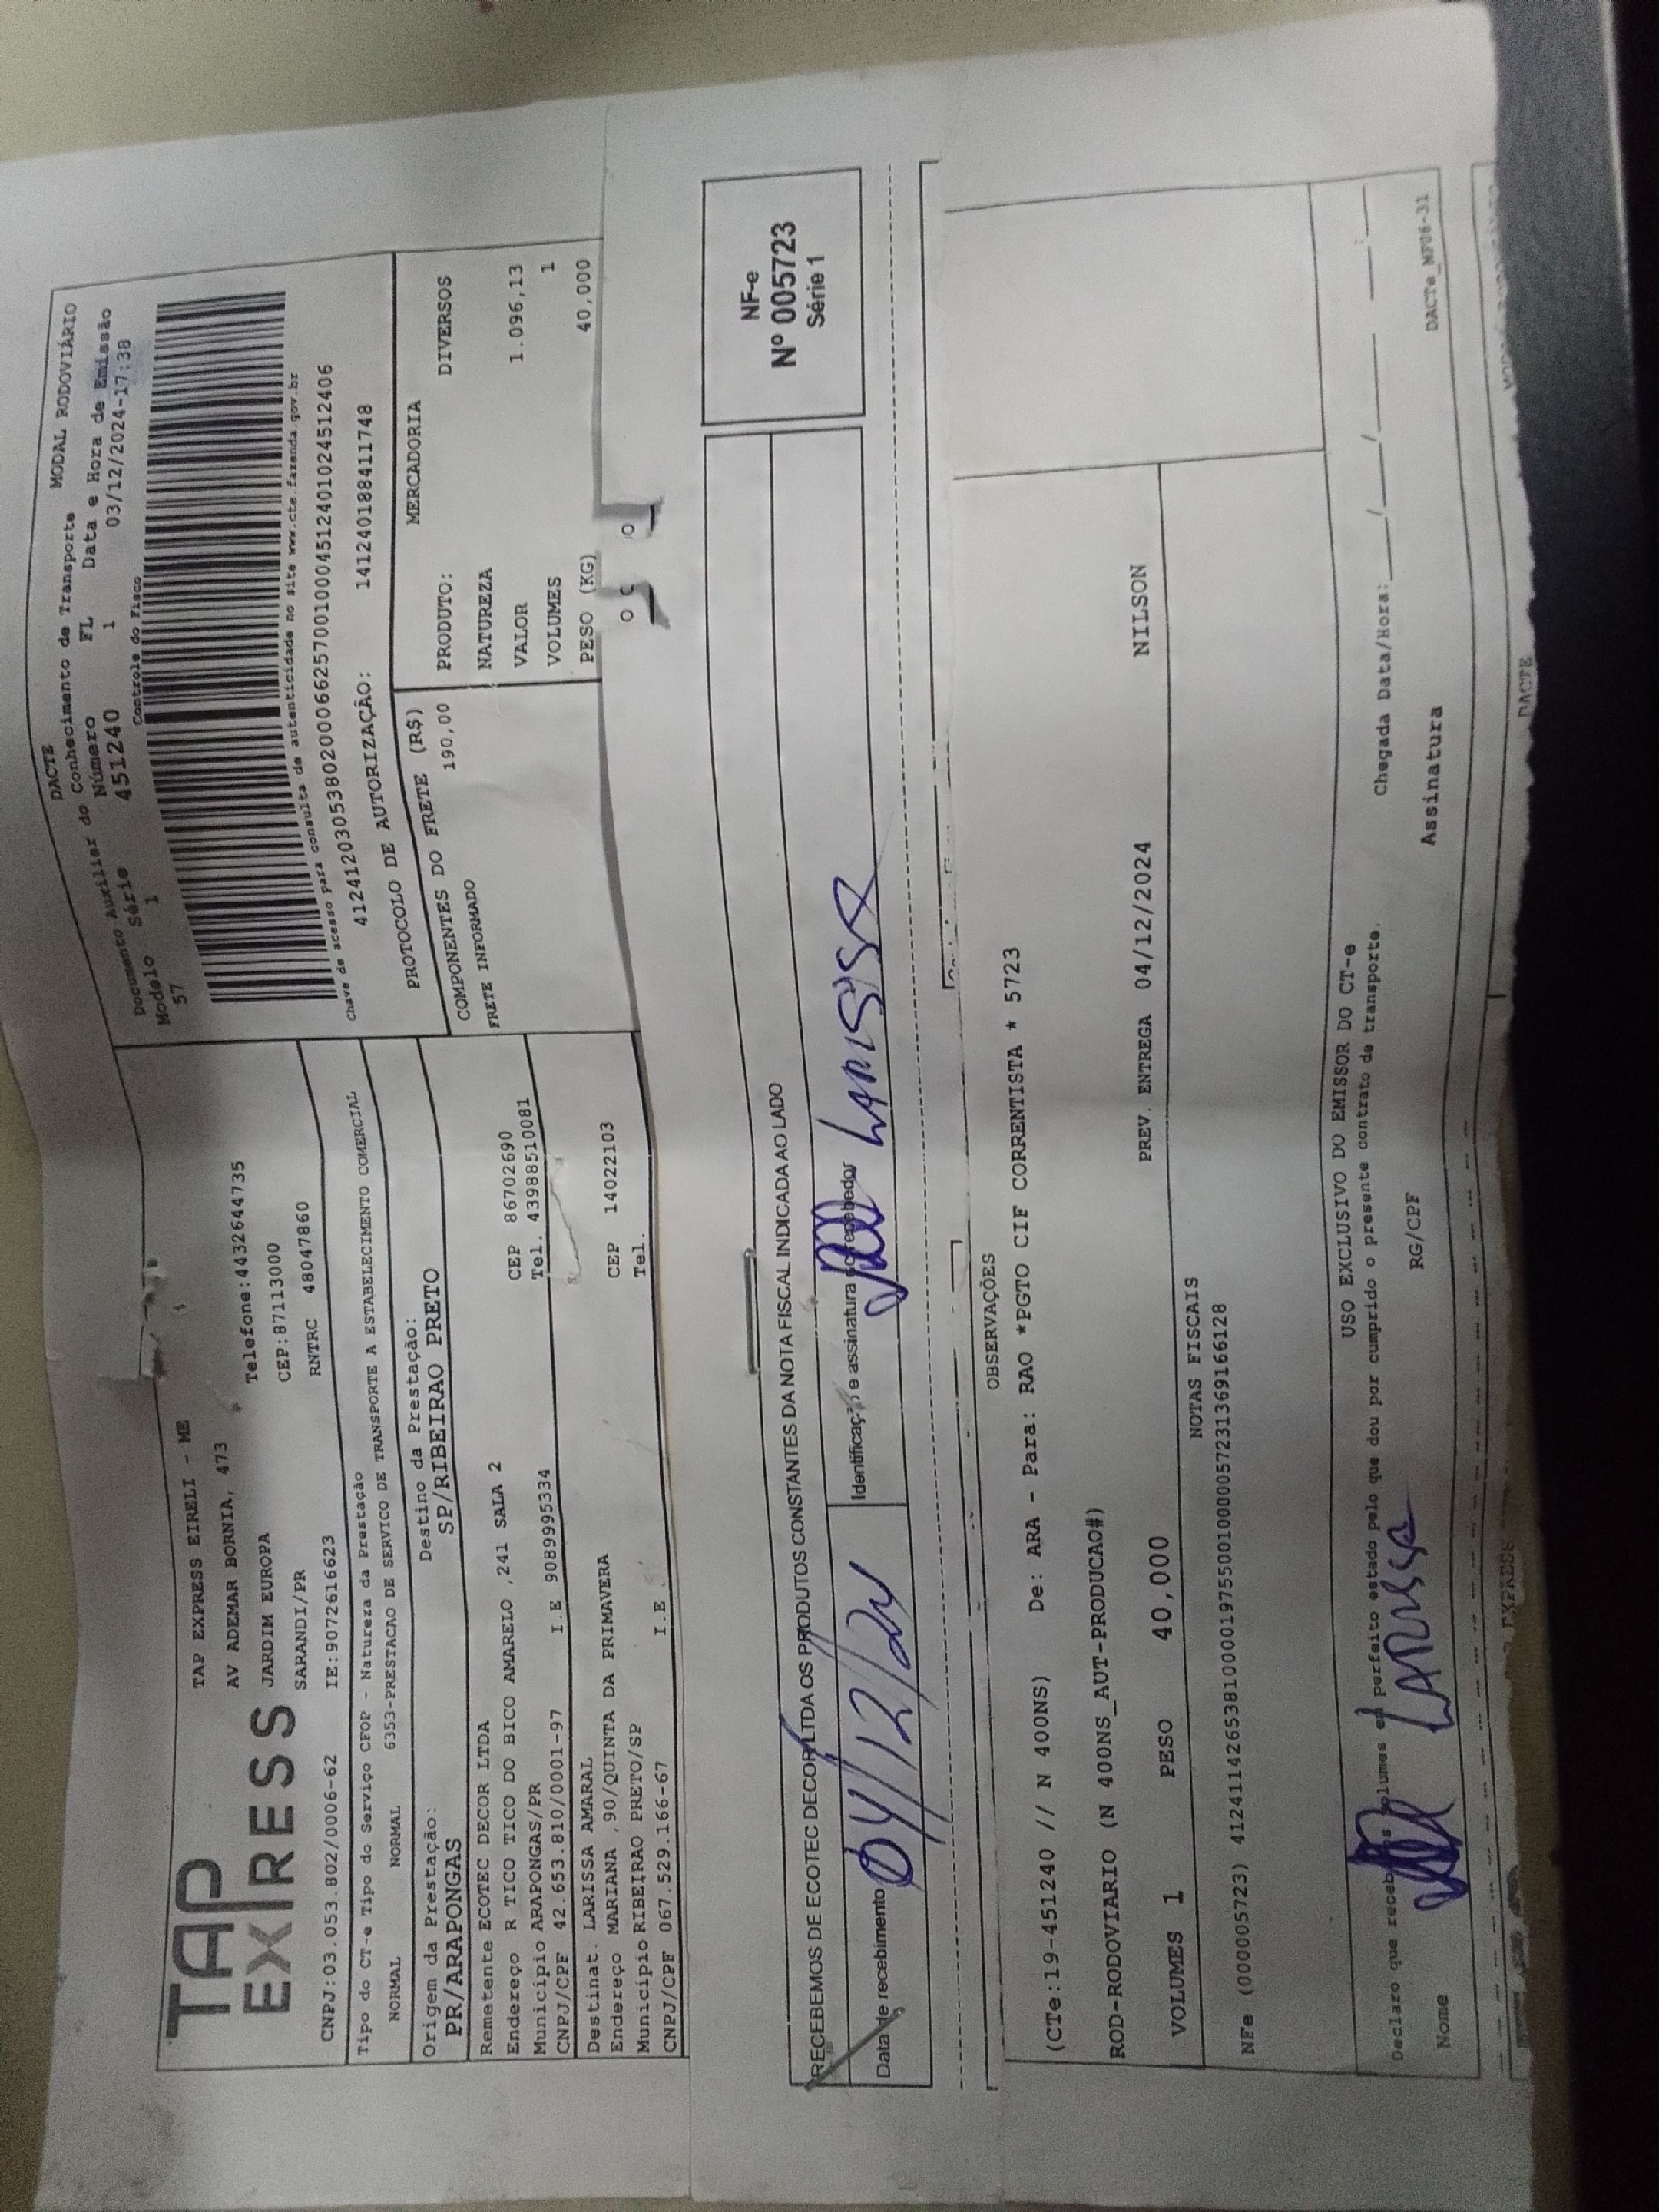 TAP
EXPRESS
TAP EXPRESS EIRELI - ME
AV ADEMAR BORNIA, 473
JARDIM EUROPA
SARANDI/PR
Telefone:4432644735
CEP:87113000
RNTRC 48047860
CNPJ:03.053.802/0006-62 IE:9072616623
DACTE
Documento Auxiliar do Conhecimento de Transporte MODAL RODOVIÁRIO
Modelo Série Número FL Data e Hora de Emissão
57 1 451240 1 03/12/2024-17:38
Controle do Fisco
Chave de acesso para consulta de autenticidade no site www.cte.fazenda.gov.br
41241203053802000662570010004512401024512406
PROTOCOLO DE AUTORIZAÇÃO: 141240188411748
Tipo do CT-e Tipo do Serviço CFOP - Natureza da Prestação
NORMAL NORMAL 6353-PRESTACAO DE SERVICO DE TRANSPORTE A ESTABELECIMENTO COMERCIAL
Origem da Prestação: Destino da Prestação:
PR/ARAPONGAS SP/RIBEIRAO PRETO
Remetente ECOTEC DECOR LTDA
Endereço R TICO TICO DO BICO AMARELO ,241 SALA 2 CEP 86702690
Município ARAPONGAS/PR Tel. 43988510081
CNPJ/CPF 42.653.810/0001-97 I.E 9089995334
Destinat. LARISSA AMARAL
Endereço MARIANA ,90/QUINTA DA PRIMAVERA CEP 14022103
Município RIBEIRAO PRETO/SP Tel.
CNPJ/CPF 067.529.166-67 I.E
COMPONENTES DO FRETE (R$)
FRETE INFORMADO 190,00
MERCADORIA
PRODUTO: DIVERSOS
NATUREZA
VALOR 1.096,13
VOLUMES 1
PESO (KG) 40,000
RECEBEMOS DE ECOTEC DECOR LTDA OS PRODUTOS CONSTANTES DA NOTA FISCAL INDICADA AO LADO
Data de recebimento 04/12/24
Identificação e assinatura do recebedor Larissa
NF-e
Nº 005723
Série 1
OBSERVAÇÕES
(CTe:19-451240 // N 400NS) De: ARA - Para: RAO *PGTO CIF CORRENTISTA * 5723
ROD-RODOVIARIO (N 400NS_AUT-PRODUCAO#)
VOLUMES 1 PESO 40,000 PREV. ENTREGA 04/12/2024 NILSON
NOTAS FISCAIS
NFe (000005723) 41241142653810000197550010000057231369166128
USO EXCLUSIVO DO EMISSOR DO CT-e
Declaro que recebi os volumes em perfeito estado pelo que dou por cumprido o presente contrato de transporte.
Chegada Data/Hora:___/___/___ ___:___
Nome Larissa RG/CPF Assinatura
DACTe_MF06-31
DACTE